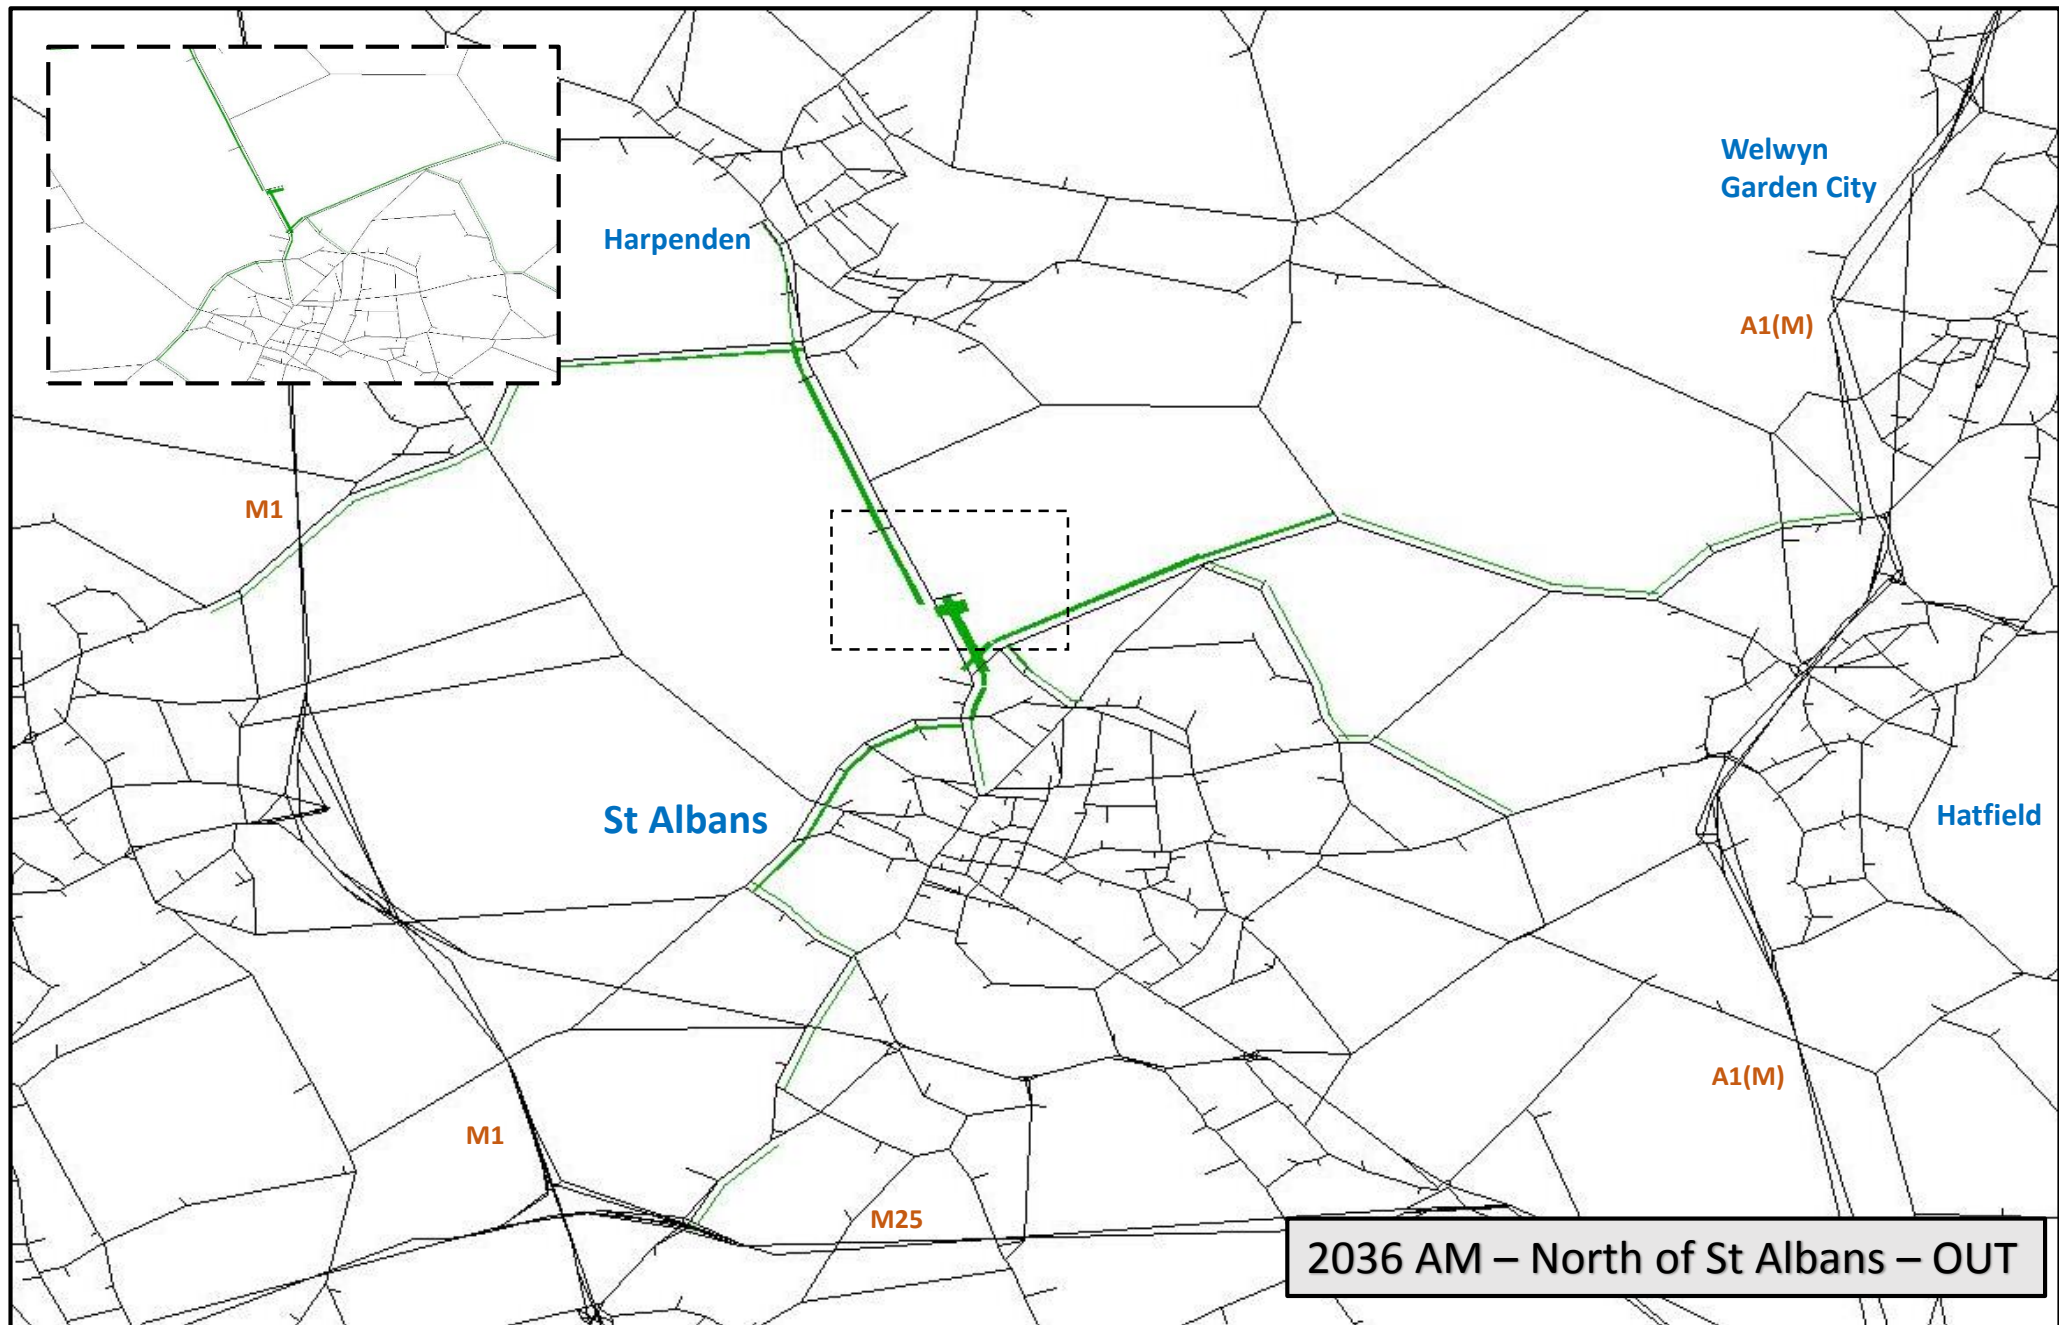 Welwyn
Garden City
Harpenden
A1(M)
M1
St Albans
Hatfield
A1(M)
M1
M25
2036 AM – North of St Albans – OUT